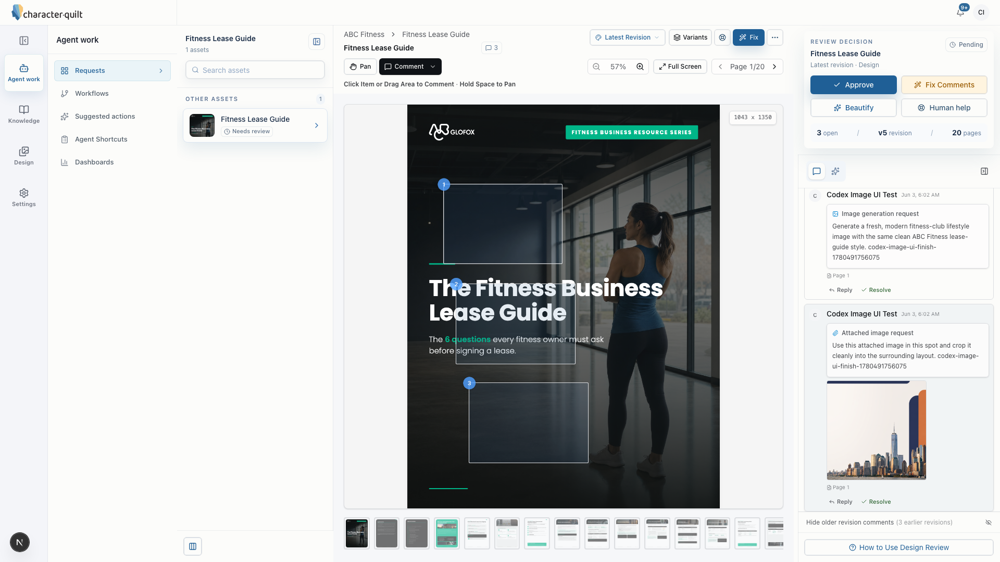 character·quilt
9+
CI
Agent work
Knowledge
Design
Settings
N
Agent work
Requests
Workflows
Suggested actions
Agent Shortcuts
Dashboards
Fitness Lease Guide
1 assets
Search assets
OTHER ASSETS
1
Fitness Lease Guide
Needs review
ABC Fitness > Fitness Lease Guide
Fitness Lease Guide
3
Latest Revision
Variants
Fix
Pan
Comment
57%
Full Screen
Page 1/20
Click Item or Drag Area to Comment · Hold Space to Pan
1043 x 1350
GLOFOX
FITNESS BUSINESS RESOURCE SERIES
1
2
3
The Fitness Business
Lease Guide
The 6 questions every fitness owner must ask
before signing a lease.
REVIEW DECISION
Pending
Fitness Lease Guide
Latest revision · Design
Approve
Fix Comments
Beautify
Human help
3 open / v5 revision / 20 pages
C
Codex Image UI Test Jun 3, 6:02 AM
Image generation request
Generate a fresh, modern fitness-club lifestyle
image with the same clean ABC Fitness lease-
guide style. codex-image-ui-finish-
1780491756075
Page 1
Reply
Resolve
C
Codex Image UI Test Jun 3, 6:02 AM
Attached image request
Use this attached image in this spot and crop it
cleanly into the surrounding layout. codex-image-
ui-finish-1780491756075
Page 1
Reply
Resolve
Hide older revision comments (3 earlier revisions)
How to Use Design Review